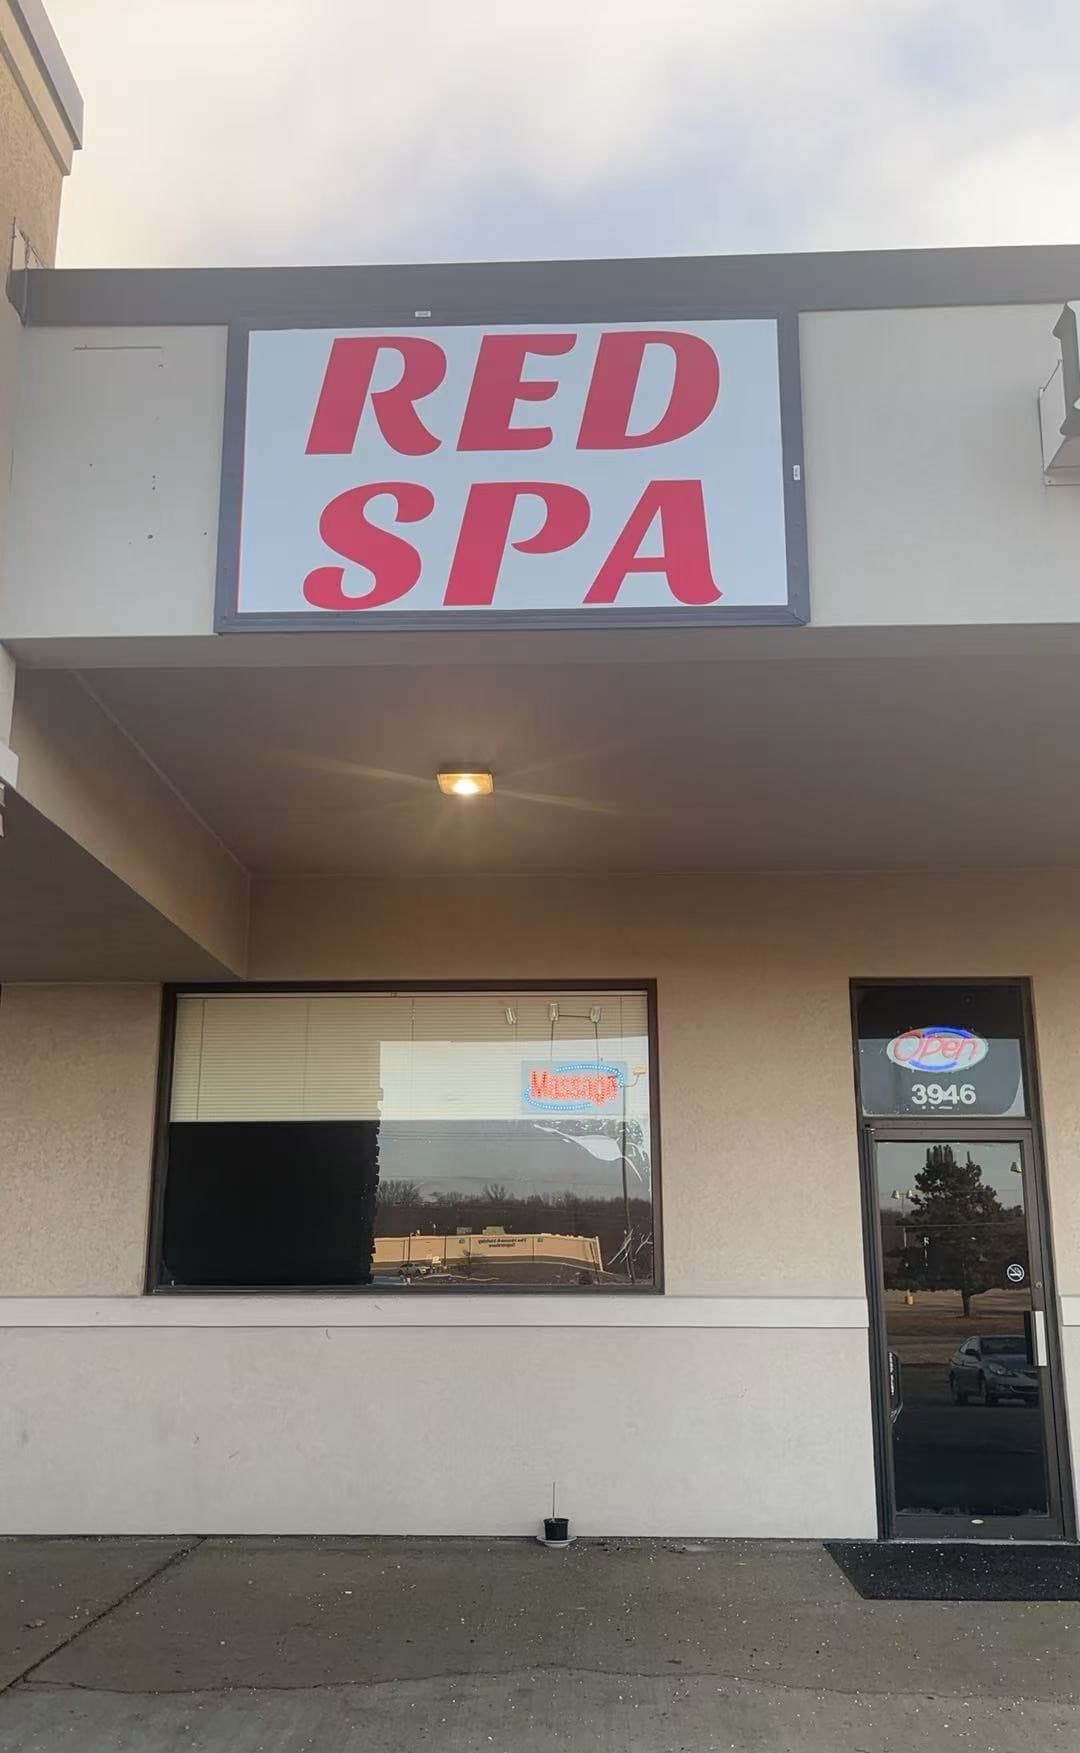 RED
SPA
Open
3946
Massage